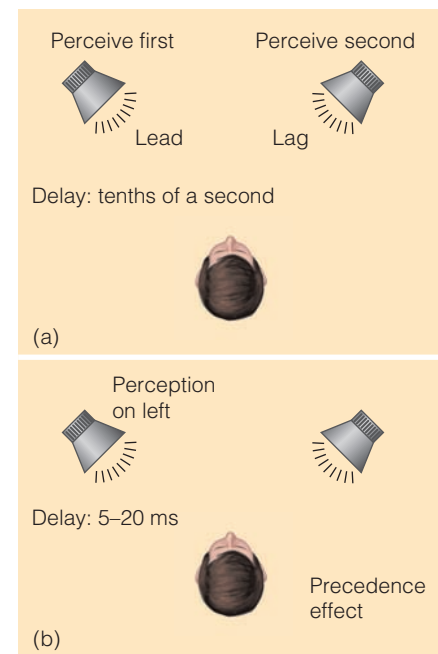 Perceive first
Perceive second
Lead
Lag
Delay: tenths of a second
(a)
Perception
on left
Delay: 5–20 ms
Precedence
effect
(b)